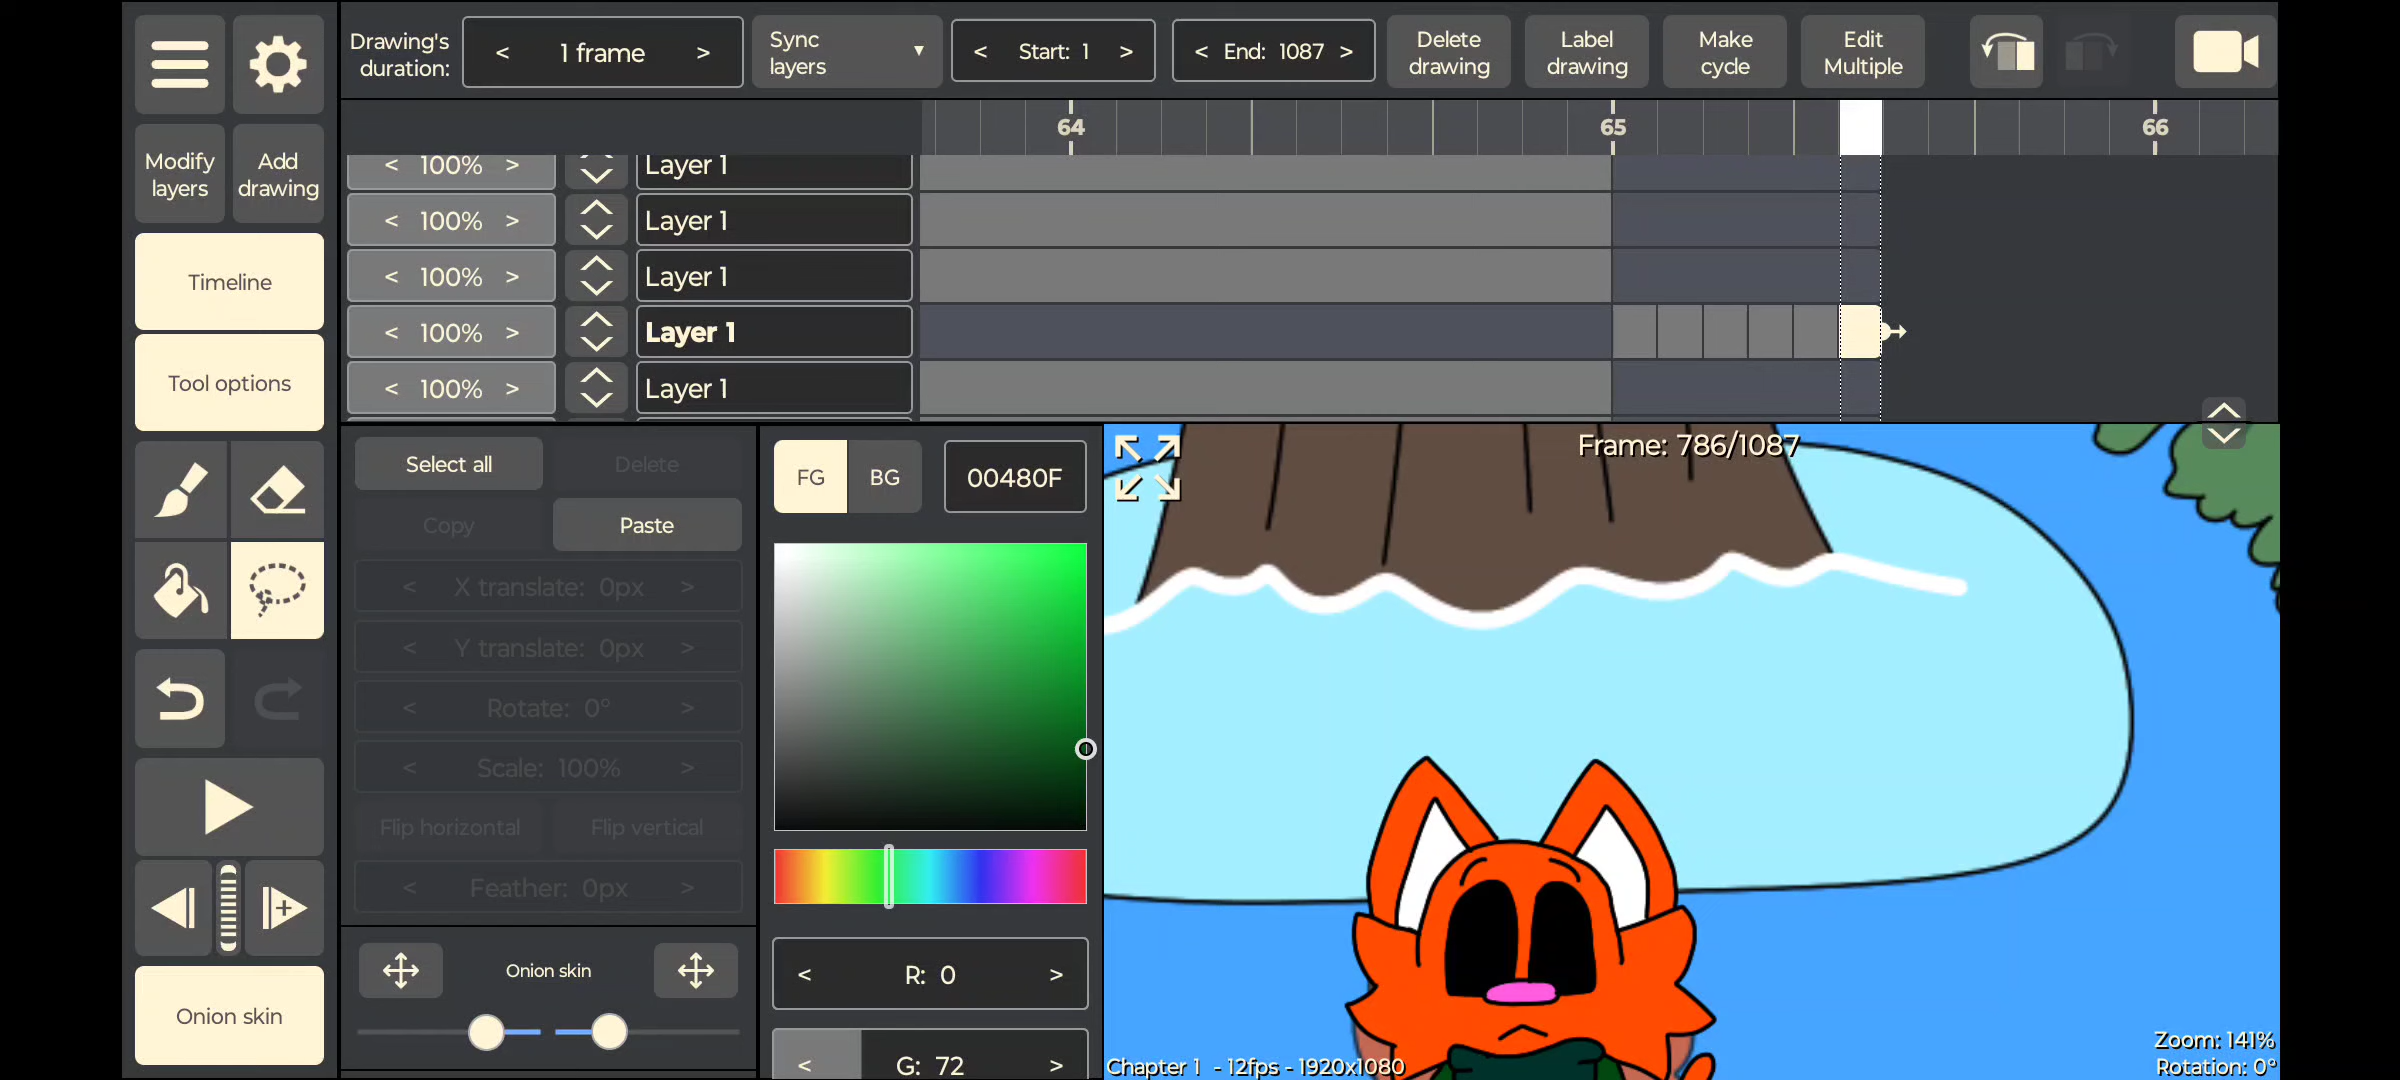 Drawing's duration:
< 1 frame >
Sync layers
< Start: 1 >
< End: 1087 >
Delete drawing
Label drawing
Make cycle
Edit Multiple
64
65
66
Modify layers
Add drawing
< 100% > Layer 1
< 100% > Layer 1
< 100% > Layer 1
< 100% > Layer 1
< 100% > Layer 1
Timeline
Tool options
Select all
Delete
Copy
Paste
< X translate: 0px >
< Y translate: 0px >
< Rotate: 0° >
< Scale: 100% >
Flip horizontal
Flip vertical
< Feather: 0px >
Onion skin
Onion skin
FG
BG
00480F
< R: 0 >
< G: 72 >
Frame: 786/1087
Chapter 1 - 12fps - 1920x1080
Zoom: 141%
Rotation: 0°